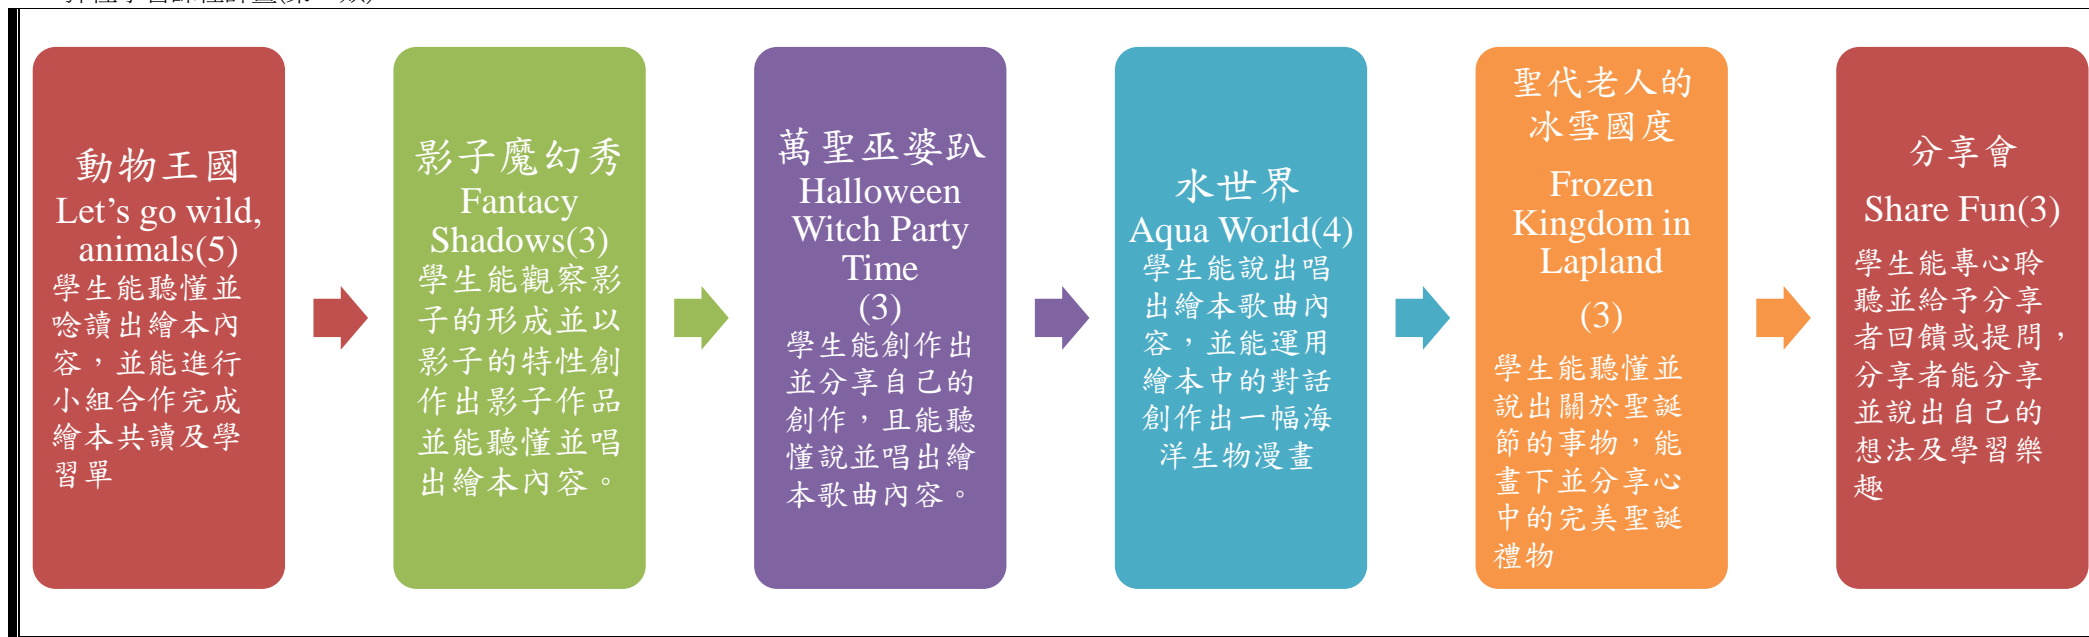 動物王國
Let's go wild,
animals(5)
學生能聽懂並
唸讀出繪本內
容，並能進行
小組合作完成
繪本共讀及學
習單
影子魔幻秀
Fantacy
Shadows(3)
學生能觀察影
子的形成並以
影子的特性創
作出影子作品
並能聽懂並唱
出繪本內容。
萬聖巫婆趴
Halloween
Witch Party
Time
(3)
學生能創作出
並分享自己的
創作，且能聽
懂說並唱出繪
本歌曲內容。
水世界
Aqua World(4)
學生能說出唱
出繪本歌曲內
容，並能運用
繪本中的對話
創作出一幅海
洋生物漫畫
聖代老人的
冰雪國度
Frozen
Kingdom in
Lapland
(3)
學生能聽懂並
說出關於聖誕
節的事物，能
畫下並分享心
中的完美聖誕
禮物
分享會
Share Fun(3)
學生能專心聆
聽並給予分享
者回饋或提問，
分享者能分享
並說出自己的
想法及學習樂
趣